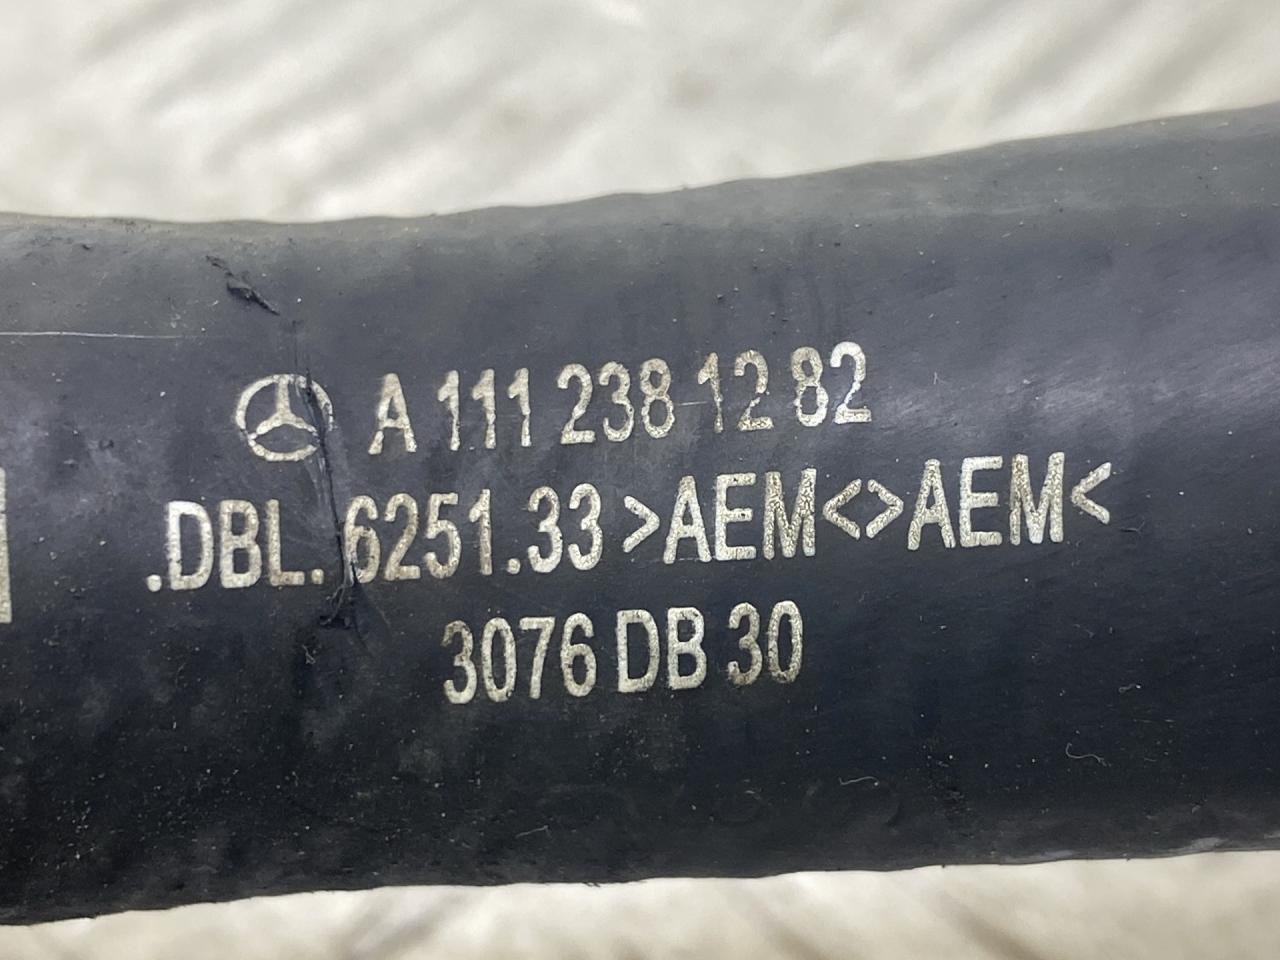 A 111 238 12 82
.DBL.6251.33 >AEM<>AEM<
3076 DB 30